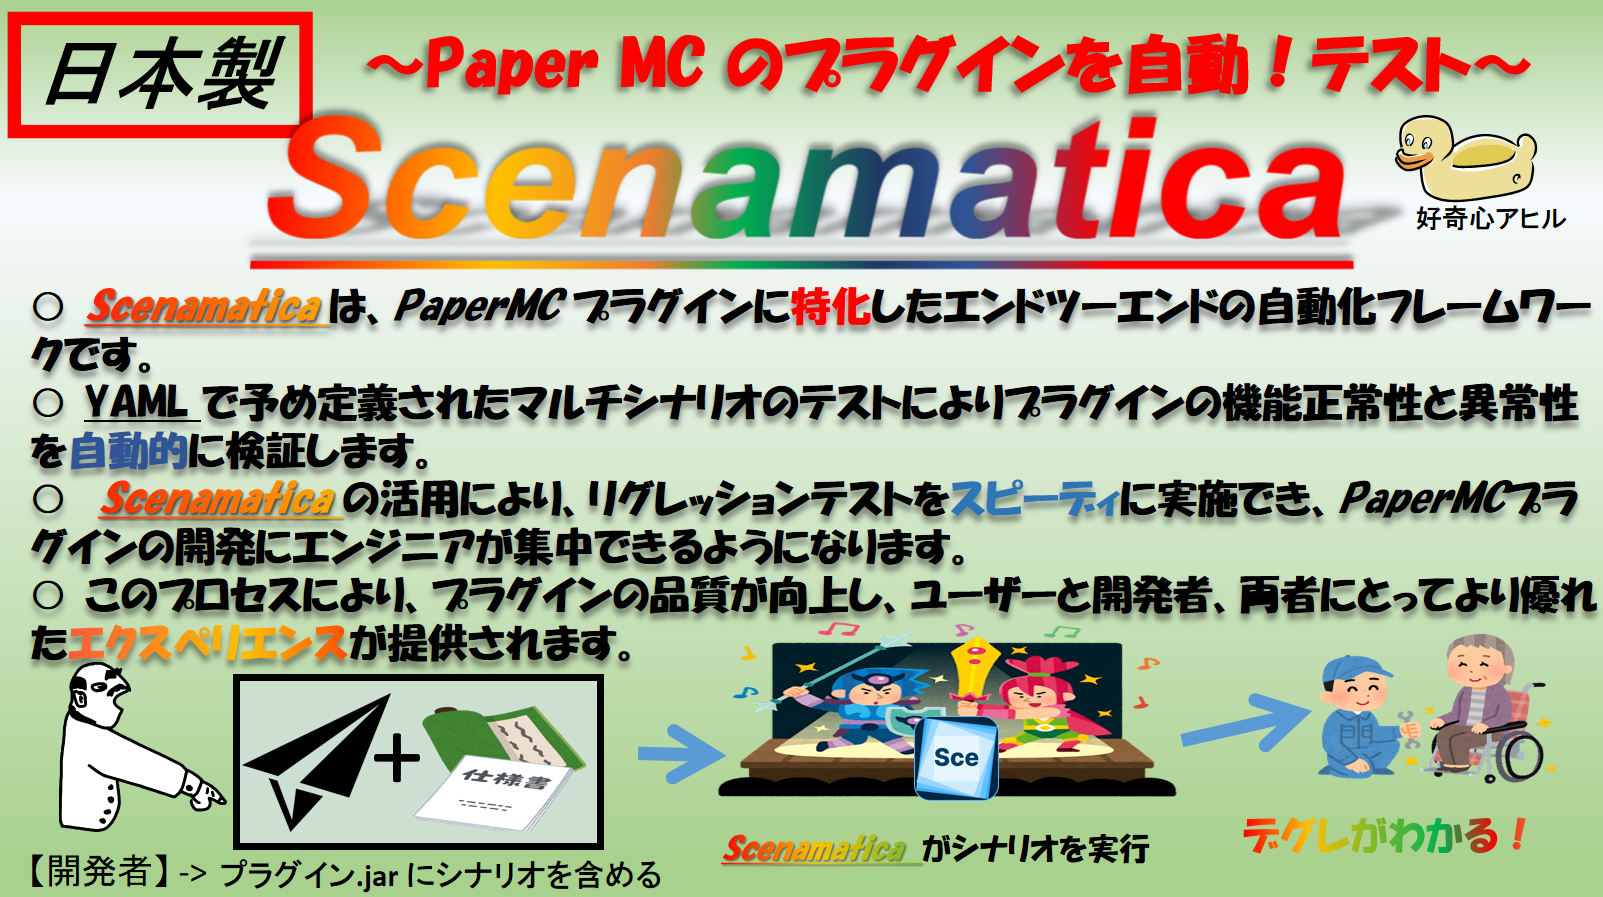 日本製
～Paper MC のプラグインを自動！テスト～
Scenamatica
好奇心アヒル
〇 Scenamatica は、PaperMC プラグインに特化したエンドツーエンドの自動化フレームワー
クです。
〇 YAML で予め定義されたマルチシナリオのテストによりプラグインの機能正常性と異常性
を自動的に検証します。
〇 Scenamatica の活用により、リグレッションテストをスピーディに実施でき、PaperMCプラ
グインの開発にエンジニアが集中できるようになります。
〇 このプロセスにより、プラグインの品質が向上し、ユーザーと開発者、両者にとってより優れ
たエクスペリエンスが提供されます。
+
仕様書
Sce
【開発者】-> プラグイン.jar にシナリオを含める
Scenamatica がシナリオを実行
デグレがわかる！